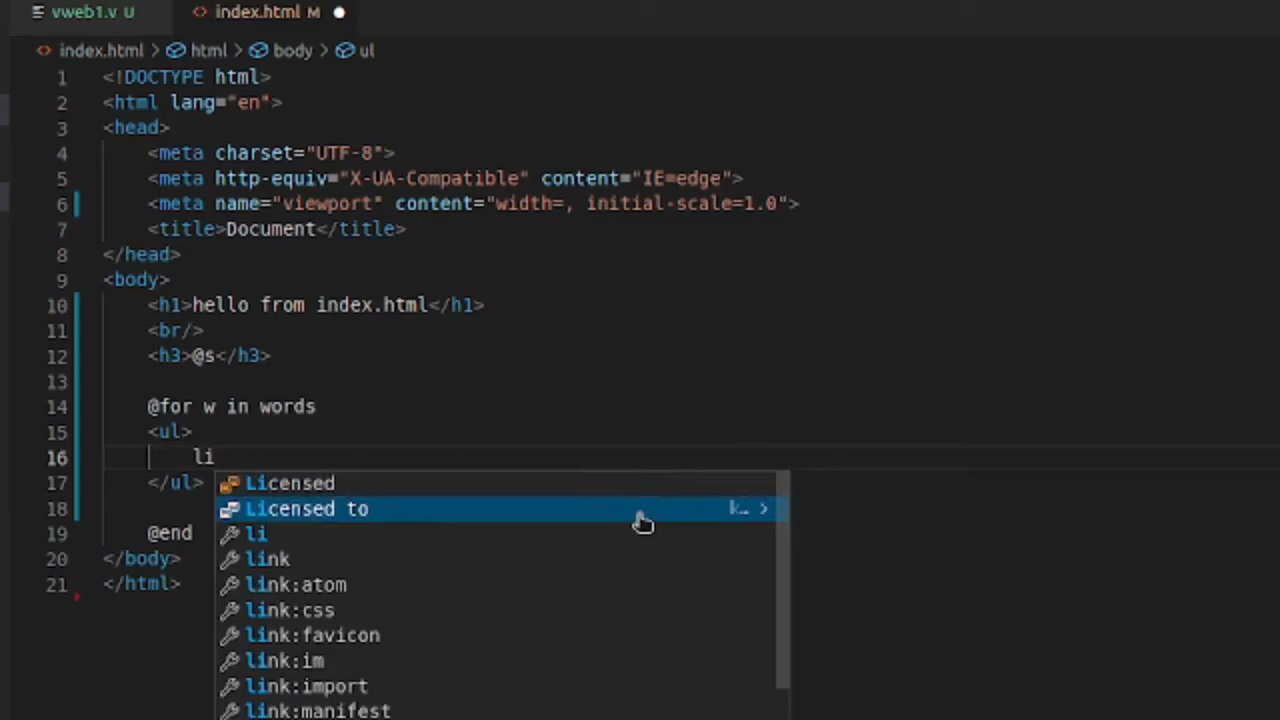 vweb1.v U index.html M
index.html > html > body > ul
1 <!DOCTYPE html>
2 <html lang="en">
3 <head>
4 <meta charset="UTF-8">
5 <meta http-equiv="X-UA-Compatible" content="IE=edge">
6 <meta name="viewport" content="width=, initial-scale=1.0">
7 <title>Document</title>
8 </head>
9 <body>
10 <h1>hello from index.html</h1>
11 <br/>
12 <h3>@s</h3>
13
14 @for w in words
15 <ul>
16 li
17 </ul> Licensed
18 Licensed to k… >
19 @end li
20 </body> link
21 </html> link:atom
link:css
link:favicon
link:im
link:import
link:manifest